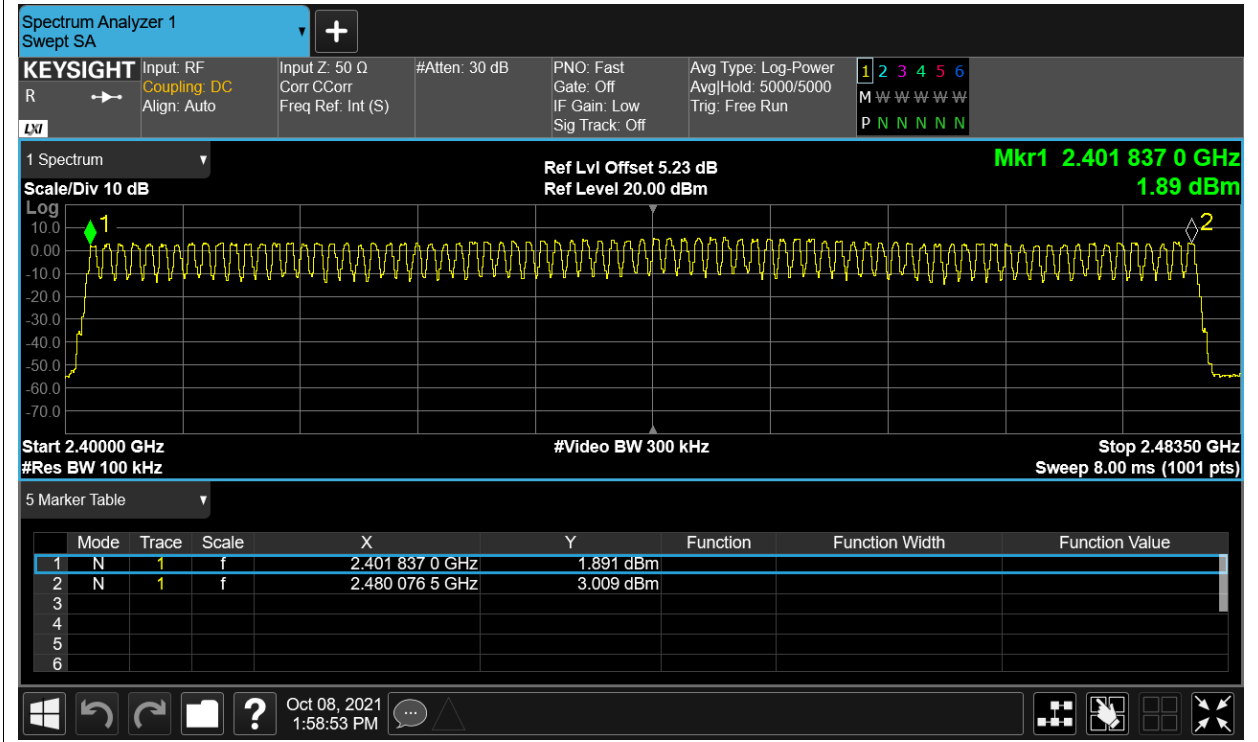 Spectrum Analyzer 1
Swept SA
+
KEYSIGHT
R
LXI
Input: RF
Coupling: DC
Align: Auto
Input Z: 50 Ω
Corr CCorr
Freq Ref: Int (S)
#Atten: 30 dB
PNO: Fast
Gate: Off
IF Gain: Low
Sig Track: Off
Avg Type: Log-Power
Avg|Hold: 5000/5000
Trig: Free Run
1 2 3 4 5 6
M W W W W W
P N N N N N
1 Spectrum
Scale/Div 10 dB
Ref Lvl Offset 5.23 dB
Ref Level 20.00 dBm
Mkr1 2.401 837 0 GHz
1.89 dBm
Log
10.0
0.00
-10.0
-20.0
-30.0
-40.0
-50.0
-60.0
-70.0
1
2
Start 2.40000 GHz
#Res BW 100 kHz
#Video BW 300 kHz
Stop 2.48350 GHz
Sweep 8.00 ms (1001 pts)
5 Marker Table
Mode Trace Scale X Y Function Function Width Function Value
1 N 1 f 2.401 837 0 GHz 1.891 dBm
2 N 1 f 2.480 076 5 GHz 3.009 dBm
3
4
5
6
?
Oct 08, 2021
1:58:53 PM